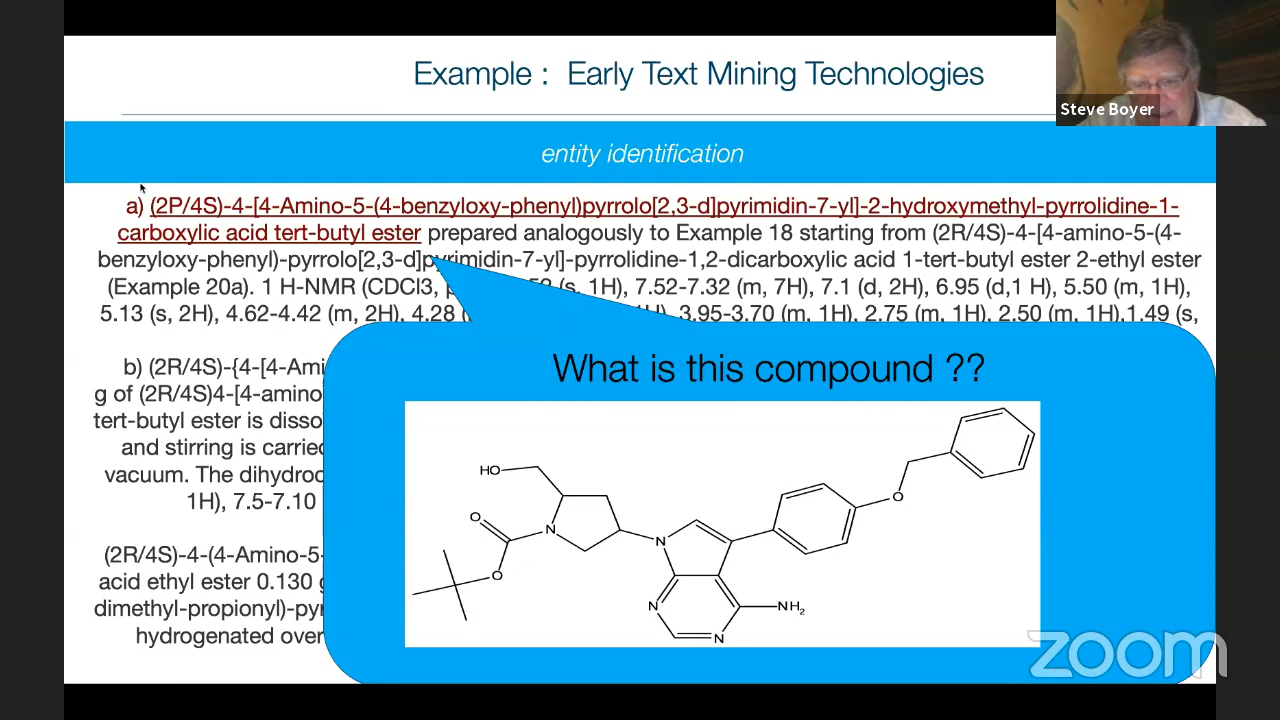 Example : Early Text Mining Technologies
Steve Boyer
entity identification
a) (2P/4S)-4-[4-Amino-5-(4-benzyloxy-phenyl)pyrrolo[2,3-d]pyrimidin-7-yl]-2-hydroxymethyl-pyrrolidine-1-
carboxylic acid tert-butyl ester prepared analogously to Example 18 starting from (2R/4S)-4-[4-amino-5-(4-
benzyloxy-phenyl)-pyrrolo[2,3-d]pyrimidin-7-yl]-pyrrolidine-1,2-dicarboxylic acid 1-tert-butyl ester 2-ethyl ester
(Example 20a). 1 H-NMR (CDCl3, (s, 1H), 7.52-7.32 (m, 7H), 7.1 (d, 2H), 6.95 (d,1 H), 5.50 (m, 1H),
5.13 (s, 2H), 4.62-4.42 (m, 2H), 4.28 1H), 3.95-3.70 (m, 1H), 2.75 (m, 1H), 2.50 (m, 1H),1.49 (s,
b) (2R/4S)-{4-[4-Ami
g of (2R/4S)4-[4-amino
tert-butyl ester is disso
and stirring is carried
vacuum. The dihydroc
1H), 7.5-7.10
(2R/4S)-4-(4-Amino-5-
acid ethyl ester 0.130 g
dimethyl-propionyl)-pyr
hydrogenated over
What is this compound ??
HO
O
N
O
N
O
N
N
NH2
zoom